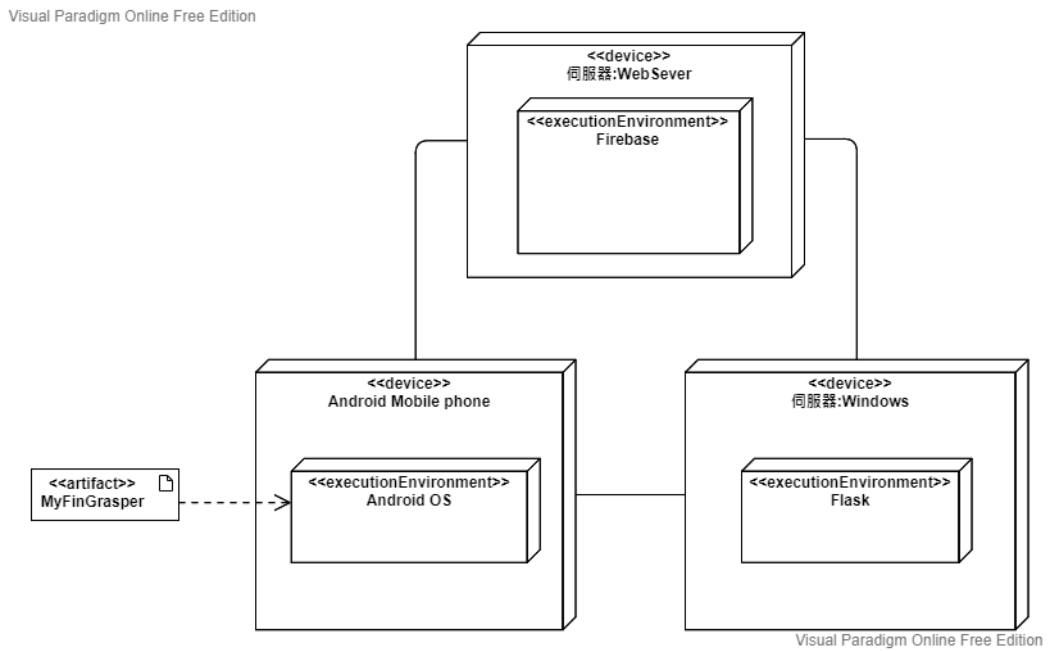 Visual Paradigm Online Free Edition
<<device>>
伺服器:WebSever
<<executionEnvironment>>
Firebase
<<device>>
Android Mobile phone
<<device>>
伺服器:Windows
<<artifact>>
MyFinGrasper
<<executionEnvironment>>
Android OS
<<executionEnvironment>>
Flask
Visual Paradigm Online Free Edition